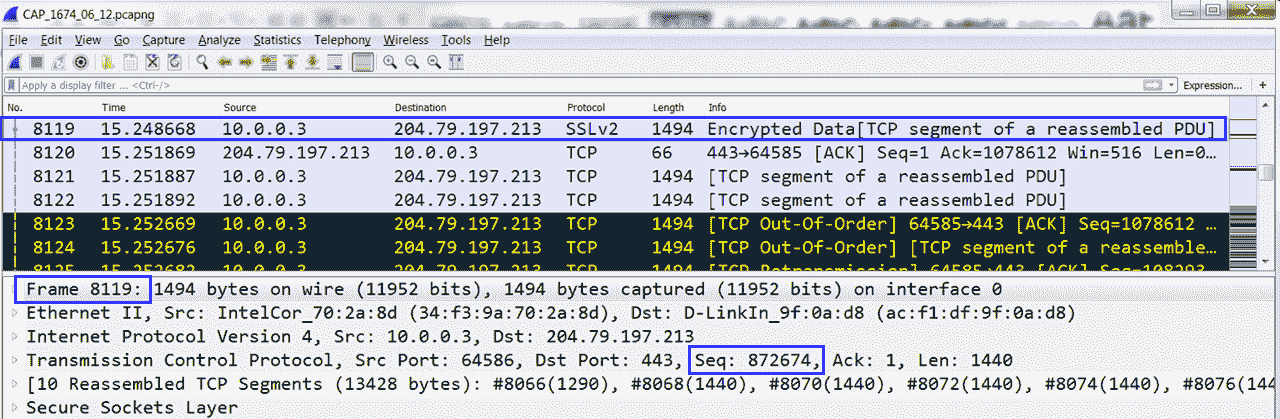 CAP_1674_06_12.pcapng
File Edit View Go Capture Analyze Statistics Telephony Wireless Tools Help
Apply a display filter ... <Ctrl-/> Expression... +
No. Time Source Destination Protocol Length Info
8119 15.248668 10.0.0.3 204.79.197.213 SSLv2 1494 Encrypted Data[TCP segment of a reassembled PDU]
8120 15.251869 204.79.197.213 10.0.0.3 TCP 66 443→64585 [ACK] Seq=1 Ack=1078612 Win=516 Len=0…
8121 15.251887 10.0.0.3 204.79.197.213 TCP 1494 [TCP segment of a reassembled PDU]
8122 15.251892 10.0.0.3 204.79.197.213 TCP 1494 [TCP segment of a reassembled PDU]
8123 15.252669 10.0.0.3 204.79.197.213 TCP 1494 [TCP Out-Of-Order] 64585→443 [ACK] Seq=1078612 …
8124 15.252676 10.0.0.3 204.79.197.213 TCP 1494 [TCP Out-Of-Order] [TCP segment of a reassemble…
8125 15.252682 10.0.0.3 204.79.197.213 TCP 1494 [TCP Retransmission] 64585→443 [ACK]
Frame 8119: 1494 bytes on wire (11952 bits), 1494 bytes captured (11952 bits) on interface 0
Ethernet II, Src: IntelCor_70:2a:8d (34:f3:9a:70:2a:8d), Dst: D-LinkIn_9f:0a:d8 (ac:f1:df:9f:0a:d8)
Internet Protocol Version 4, Src: 10.0.0.3, Dst: 204.79.197.213
Transmission Control Protocol, Src Port: 64586, Dst Port: 443, Seq: 872674, Ack: 1, Len: 1440
[10 Reassembled TCP Segments (13428 bytes): #8066(1290), #8068(1440), #8070(1440), #8072(1440), #8074(1440), #8076(144
Secure Sockets Layer